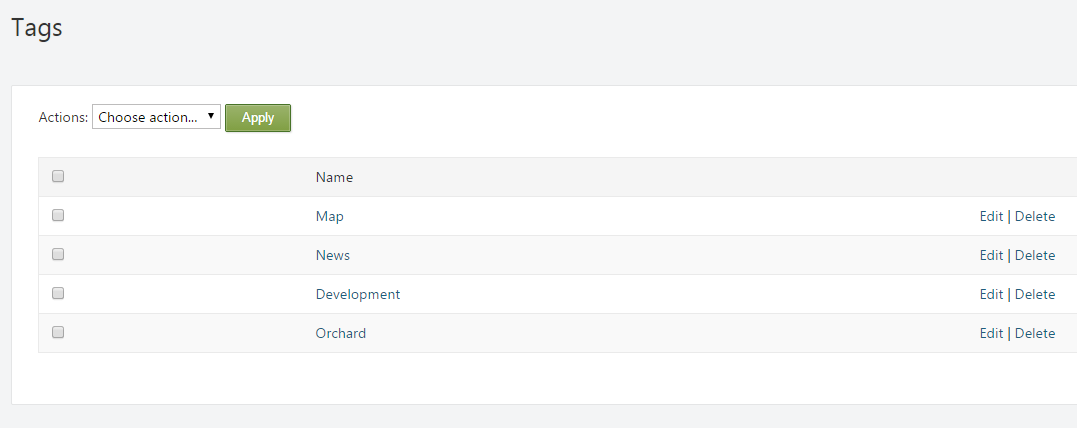 Tags
Actions: Choose action... Apply
Name
Map Edit | Delete
News Edit | Delete
Development Edit | Delete
Orchard Edit | Delete